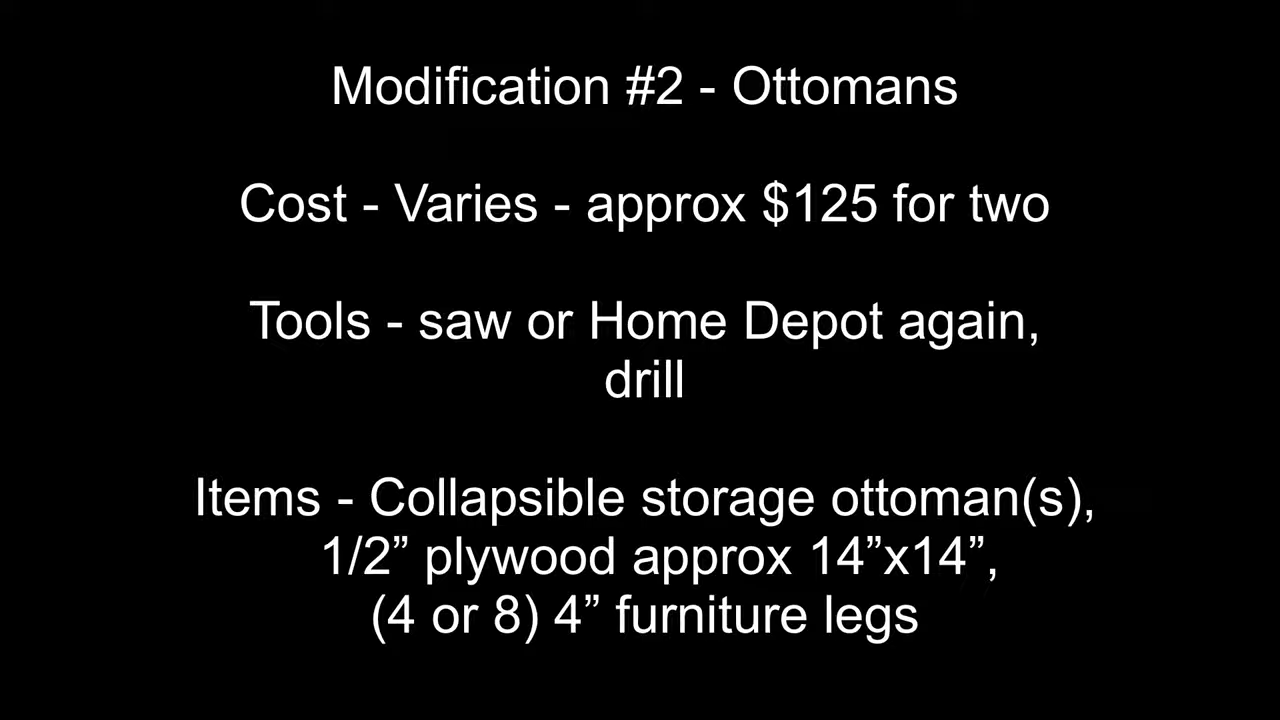 Modification #2 - Ottomans
Cost - Varies - approx $125 for two
Tools - saw or Home Depot again,
drill
Items - Collapsible storage ottoman(s),
1/2” plywood approx 14”x14”,
(4 or 8) 4” furniture legs